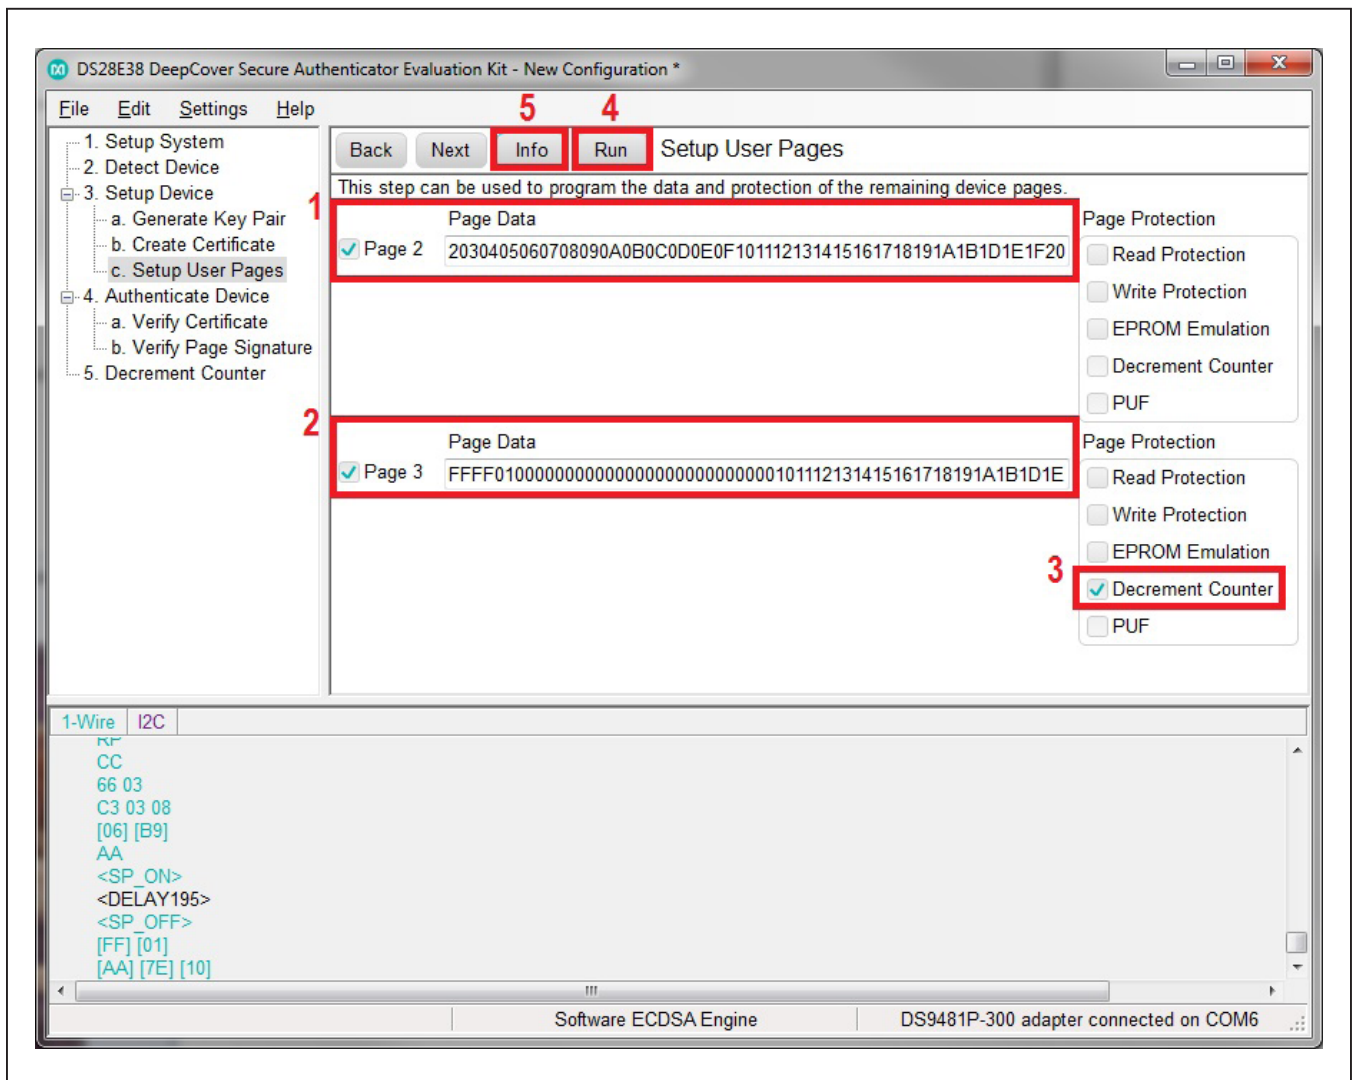 DS28E38 DeepCover Secure Authenticator Evaluation Kit - New Configuration *
File Edit Settings Help
5 4
1. Setup System
2. Detect Device
3. Setup Device
a. Generate Key Pair
b. Create Certificate
c. Setup User Pages
4. Authenticate Device
a. Verify Certificate
b. Verify Page Signature
5. Decrement Counter
Back Next Info Run Setup User Pages
This step can be used to program the data and protection of the remaining device pages.
1
Page Data
Page 2 2030405060708090A0B0C0D0E0F101112131415161718191A1B1D1E1F20
Page Protection
Read Protection
Write Protection
EPROM Emulation
Decrement Counter
PUF
2
Page Data
Page 3 FFFF01000000000000000000000000000101112131415161718191A1B1D1E
Page Protection
Read Protection
Write Protection
EPROM Emulation
3
Decrement Counter
PUF
1-Wire I2C
RP
CC
66 03
C3 03 08
[06] [B9]
AA
<SP_ON>
<DELAY195>
<SP_OFF>
[FF] [01]
[AA] [7E] [10]
Software ECDSA Engine DS9481P-300 adapter connected on COM6